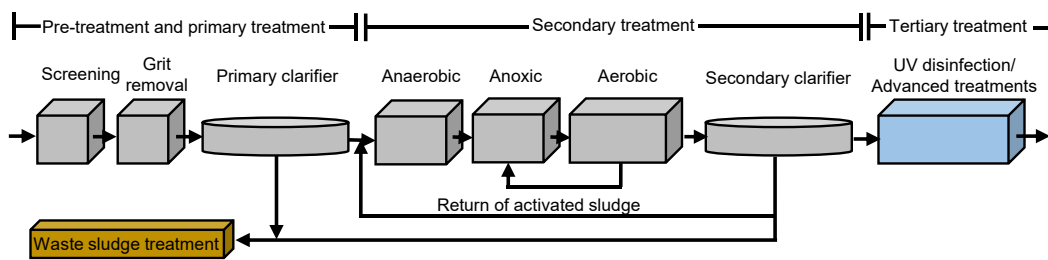 Pre-treatment and primary treatment
Secondary treatment
Tertiary treatment
Screening
Grit
removal
Primary clarifier
Anaerobic
Anoxic
Aerobic
Secondary clarifier
UV disinfection/
Advanced treatments
Return of activated sludge
Waste sludge treatment